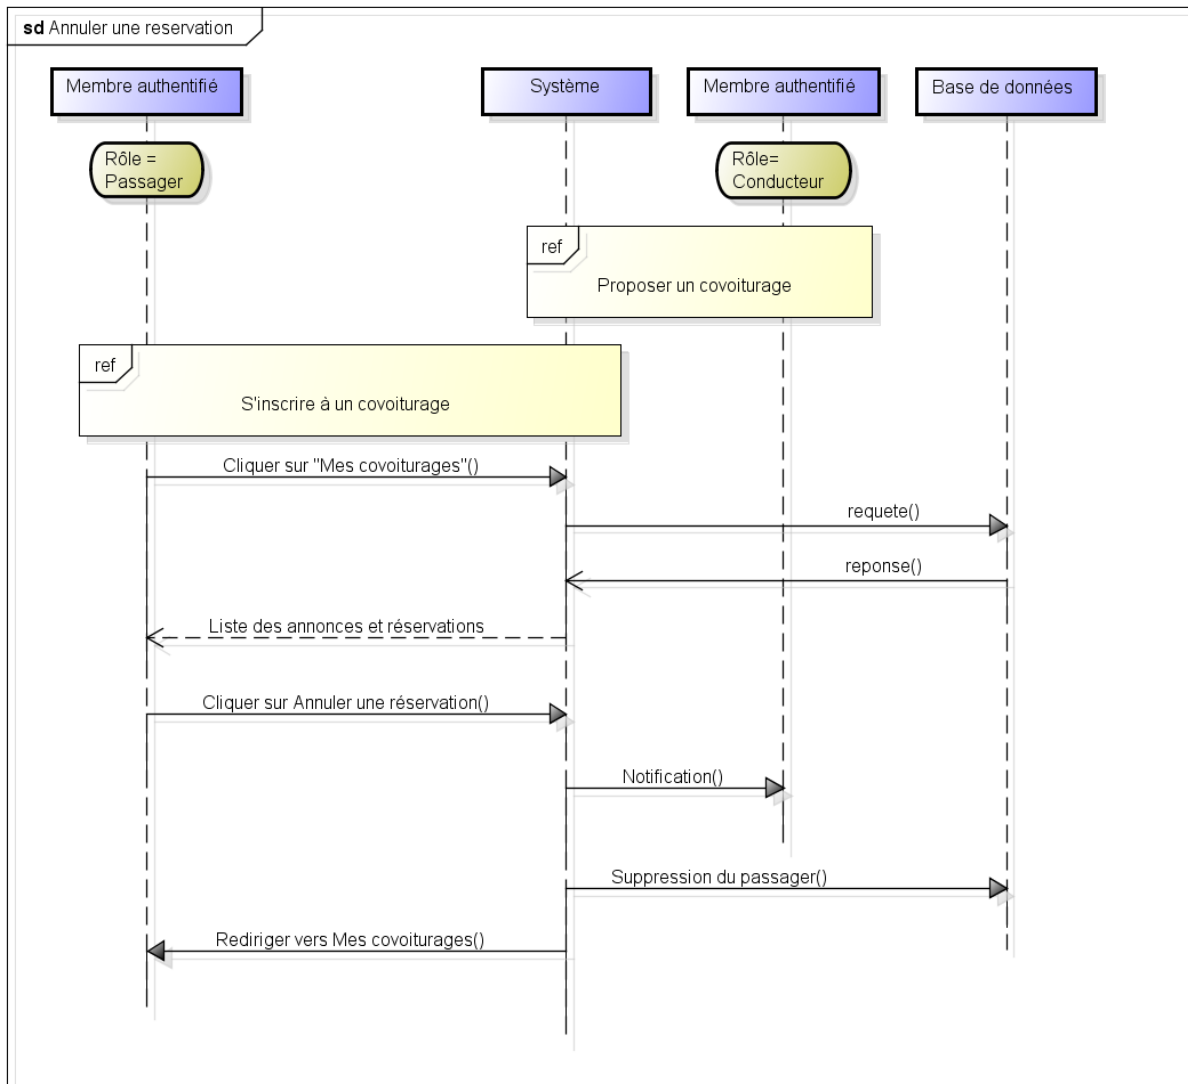 sd Annuler une reservation
Membre authentifié
Système
Membre authentifié
Base de données
Rôle =
Passager
Rôle=
Conducteur
ref
Proposer un covoiturage
ref
S'inscrire à un covoiturage
Cliquer sur "Mes covoiturages"()
requete()
reponse()
Liste des annonces et réservations
Cliquer sur Annuler une réservation()
Notification()
Suppression du passager()
Rediriger vers Mes covoiturages()